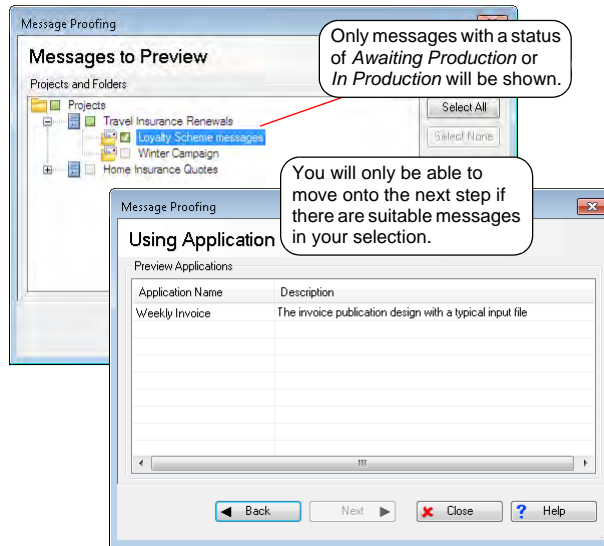 Message Proofing
Only messages with a status
of Awaiting Production or
In Production will be shown.
Messages to Preview
Projects and Folders
Projects
Select All
Travel Insurance Renewals
Loyalty Scheme messages
Select None
Winter Campaign
Home Insurance Quotes
You will only be able to
move onto the next step if
there are suitable messages
in your selection.
Message Proofing
Using Application
Preview Applications
Application Name Description
Weekly Invoice The invoice publication design with a typical input file
Back Next Close ? Help